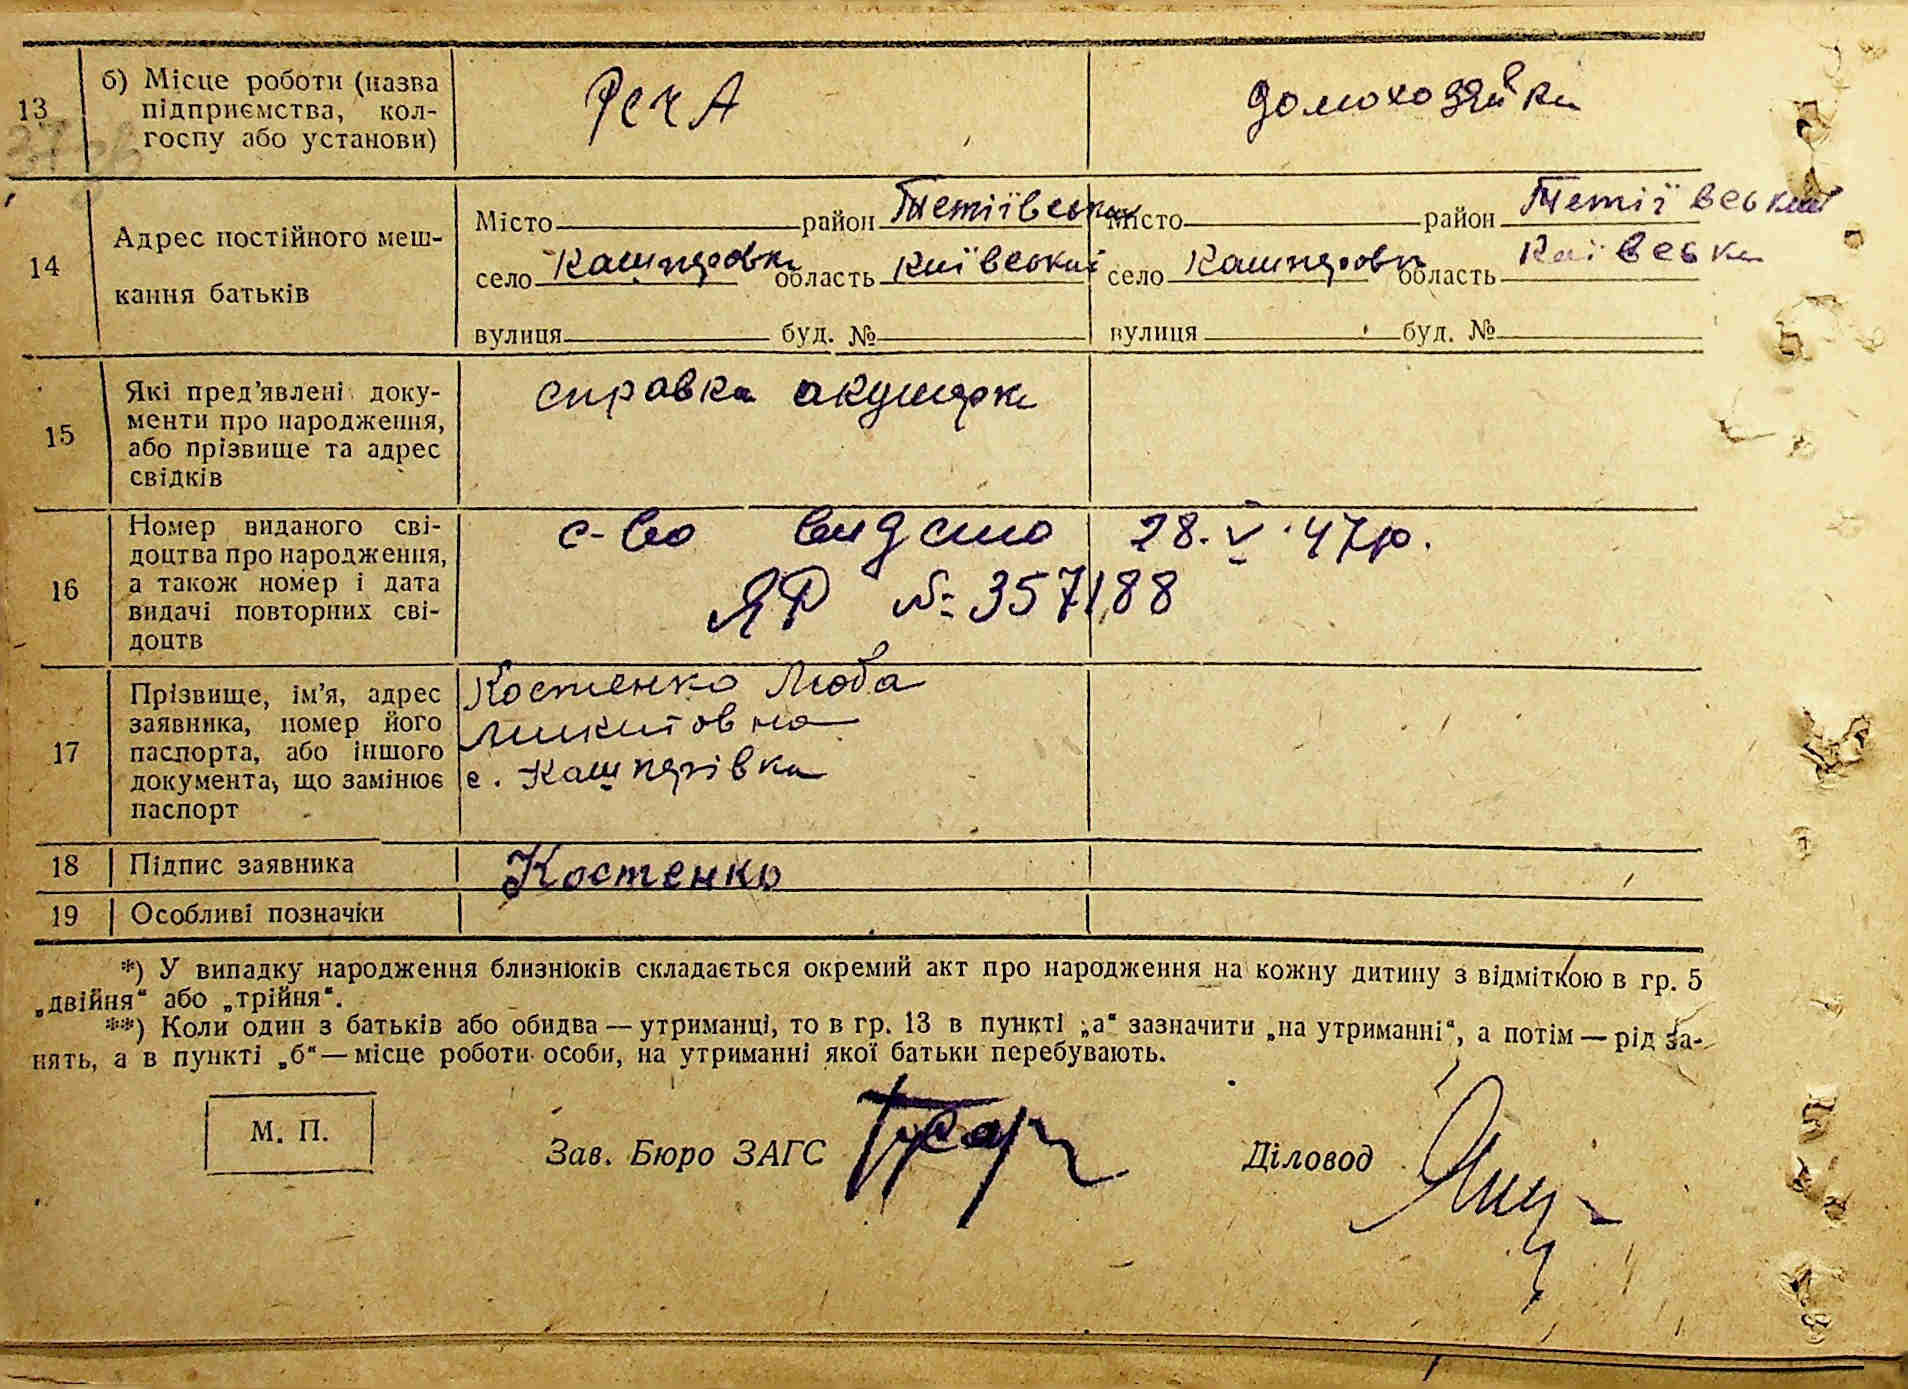 13
б) Місце роботи (назва
підприємства, кол-
госпу або установи)
РсчА
домохозяйка
14
Адрес постійного меш-
кання батьків
Місто район Тетіївський
село Кашперовка область Київський
вулиця буд. №
Місто район Тетіївський
село Кашперовка область Київська
вулиця буд. №
15
Які пред’явлені доку-
менти про народження,
або прізвище та адрес
свідків
справка акушерки
16
Номер виданого сві-
доцтва про народження,
а також номер і дата
видачі повторних сві-
доцтв
с-во видано 28.V.47р.
ЯР № 357188
17
Прізвище, ім’я, адрес
заявника, номер його
паспорта, або іншого
документа, що замінює
паспорт
Костенко Люба
Микитовна
с. Кашперівка
18
Підпис заявника
Костенко
19
Особливі позначки
*) У випадку народження близнюків складається окремий акт про народження на кожну дитину з відміткою в гр. 5
„двійня“ або „трійня“.
**) Коли один з батьків або обидва — утриманці, то в гр. 13 в пункті „а“ зазначити „на утриманні“, а потім — рід за-
нять, а в пункті „б“ — місце роботи особи, на утриманні якої батьки перебувають.
М. П.
Зав. Бюро ЗАГС
Діловод